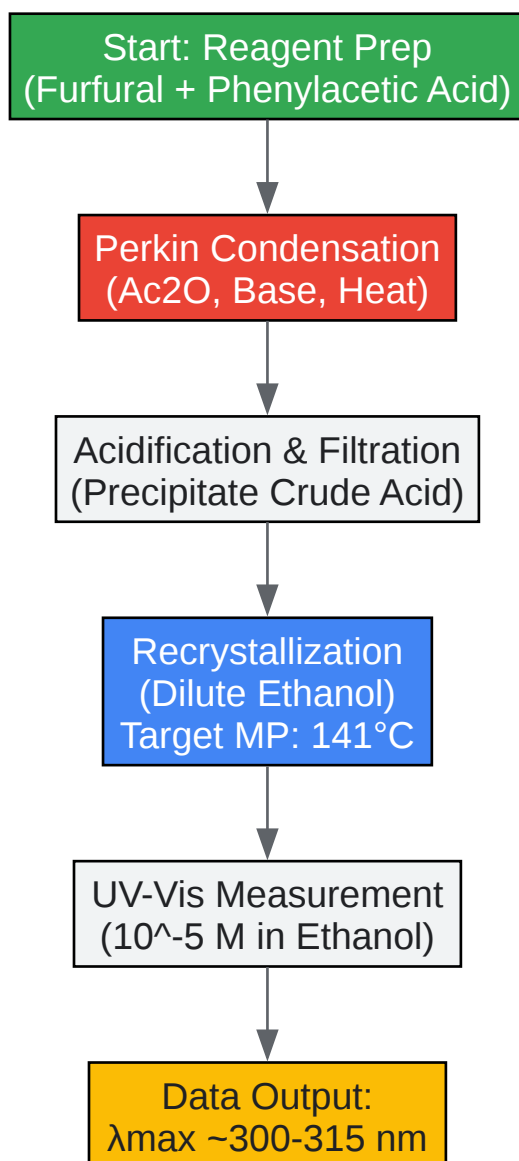 Start: Reagent Prep
(Furfural + Phenylacetic Acid)
Perkin Condensation
(Ac2O, Base, Heat)
Acidification & Filtration
(Precipitate Crude Acid)
Recrystallization
(Dilute Ethanol)
Target MP: 141°C
UV-Vis Measurement
(10^-5 M in Ethanol)
Data Output:
λmax ~300-315 nm